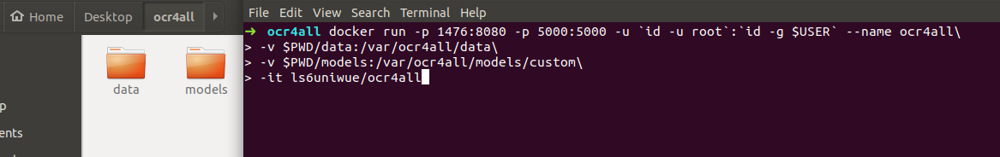 Home Desktop ocr4all
File Edit View Search Terminal Help
data models
p
ents
➜ ocr4all docker run -p 1476:8080 -p 5000:5000 -u `id -u root`:`id -g $USER` --name ocr4all\
> -v $PWD/data:/var/ocr4all/data\
> -v $PWD/models:/var/ocr4all/models/custom\
> -it ls6uniwue/ocr4all